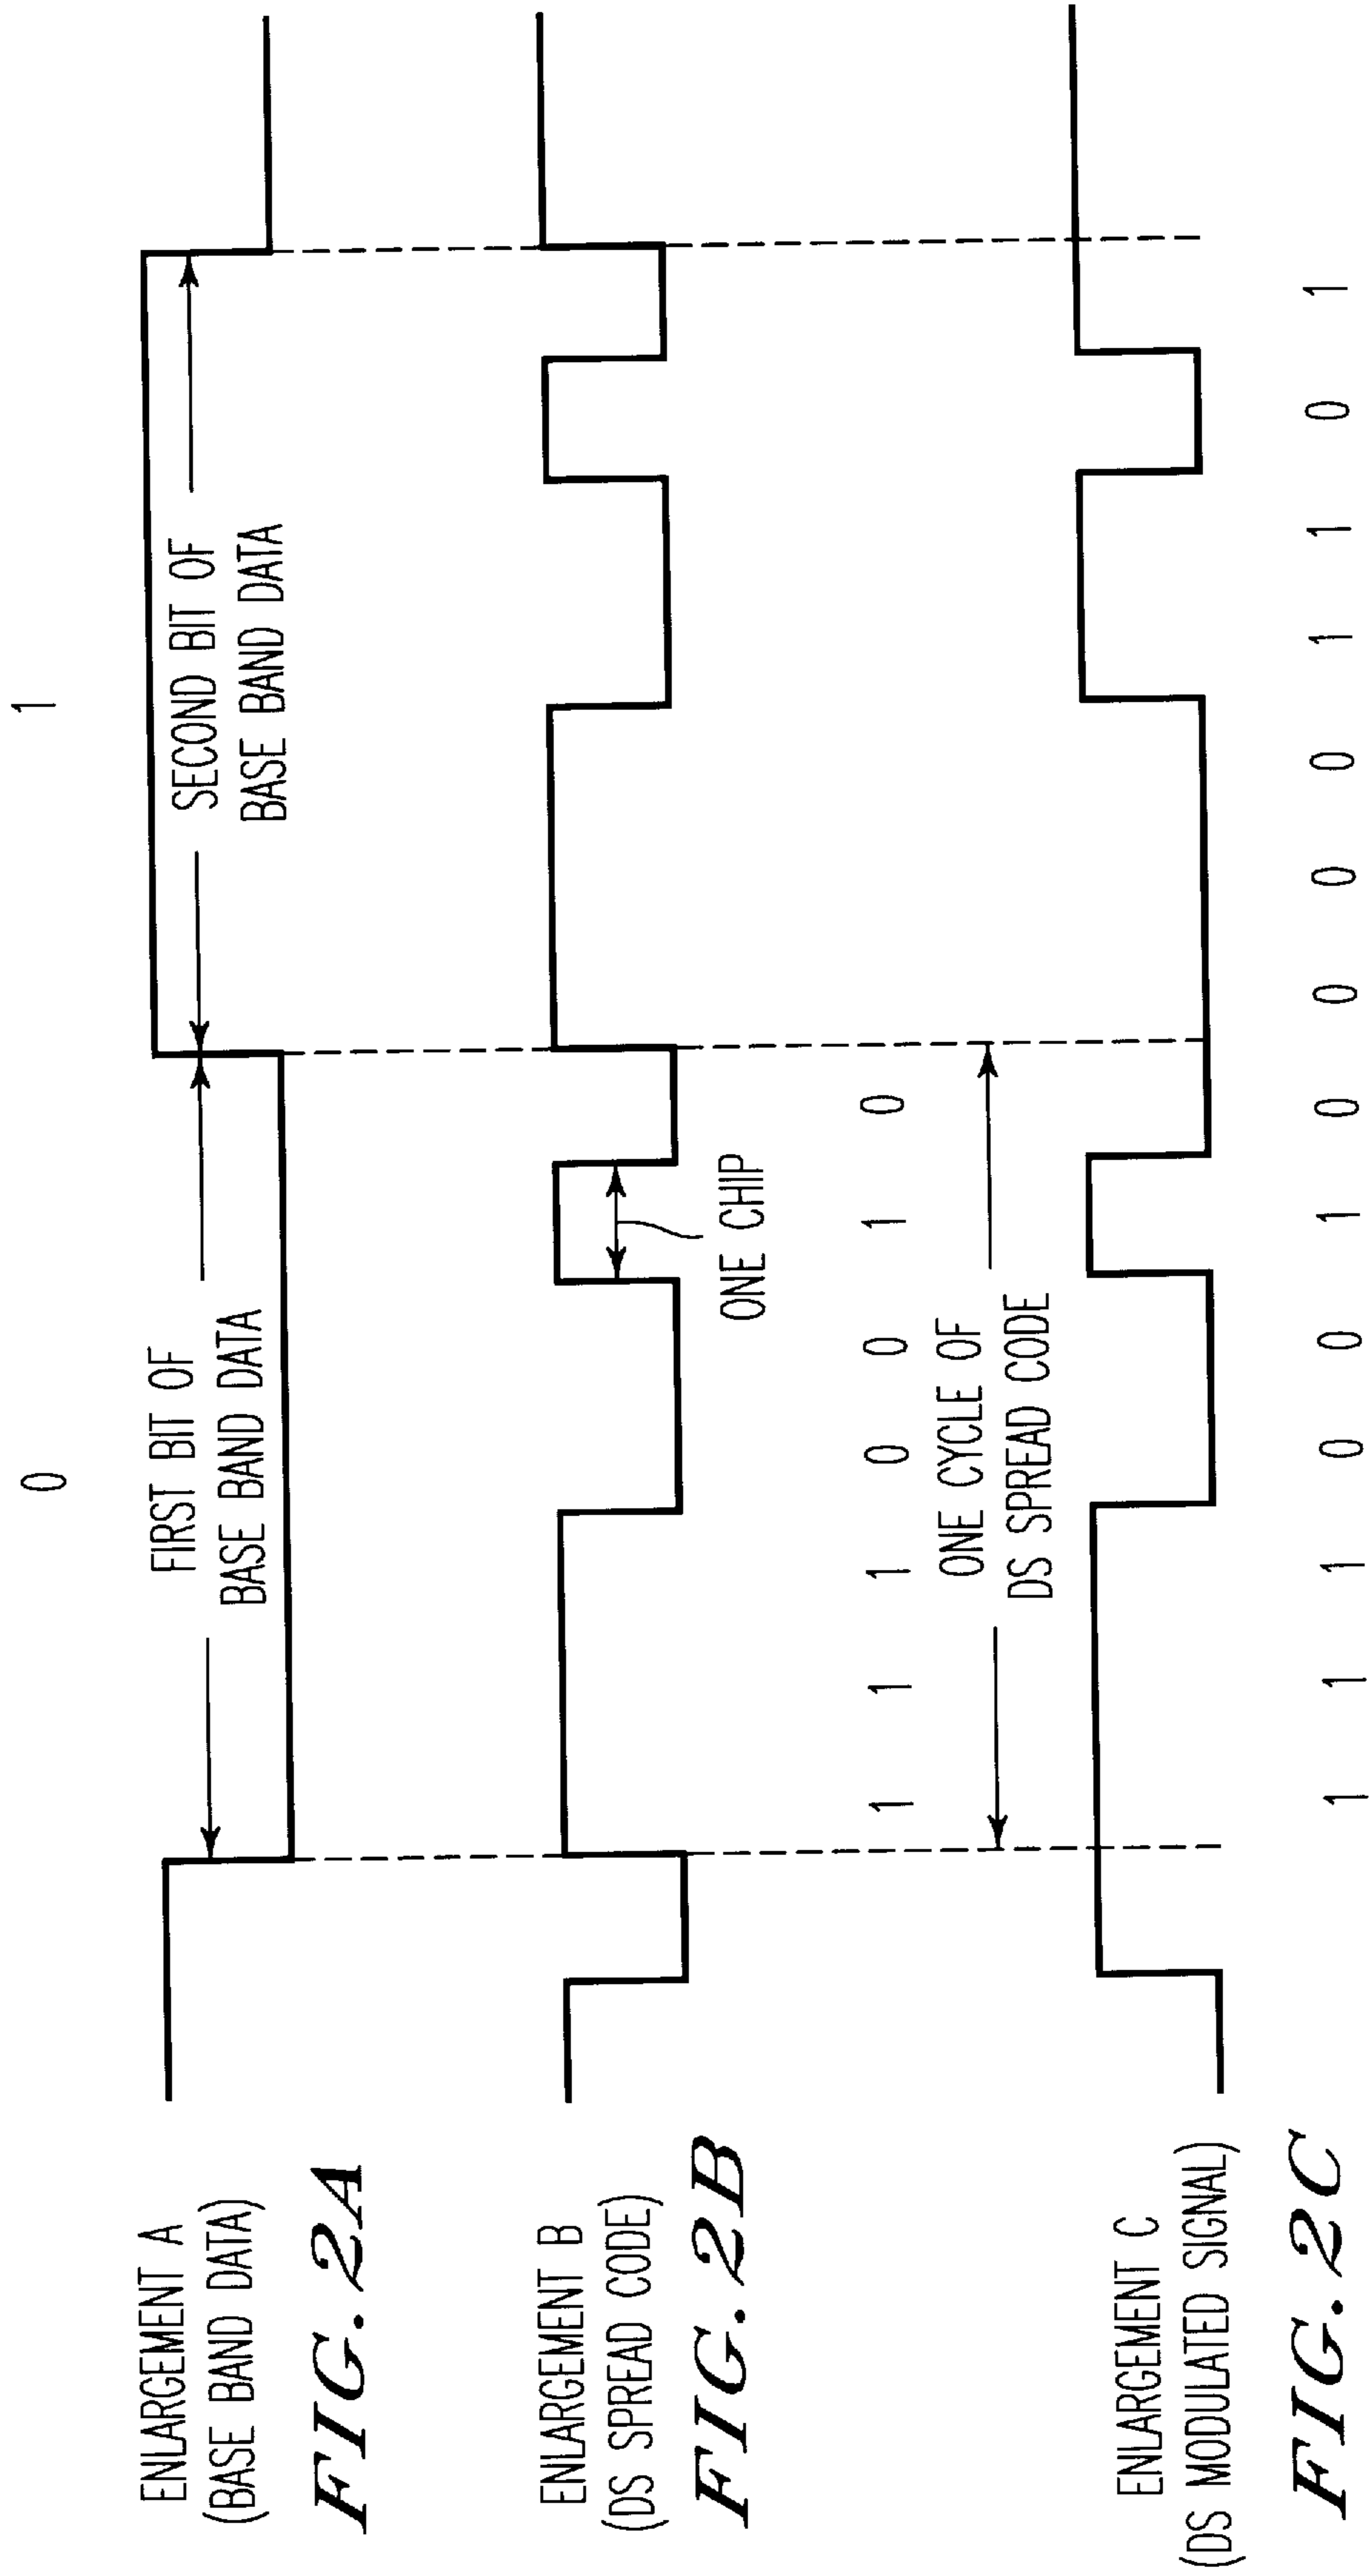 0 1
FIRST BIT OF
BASE BAND DATA
SECOND BIT OF
BASE BAND DATA
ENLARGEMENT A
(BASE BAND DATA)
FIG. 2A
ENLARGEMENT B
(DS SPREAD CODE)
FIG. 2B
ONE CHIP
1 1 1 0 0 1 0
ONE CYCLE OF
DS SPREAD CODE
ENLARGEMENT C
(DS MODULATED SIGNAL)
FIG. 2C
1 1 1 0 0 1 0 0 0 0 1 1 0 1